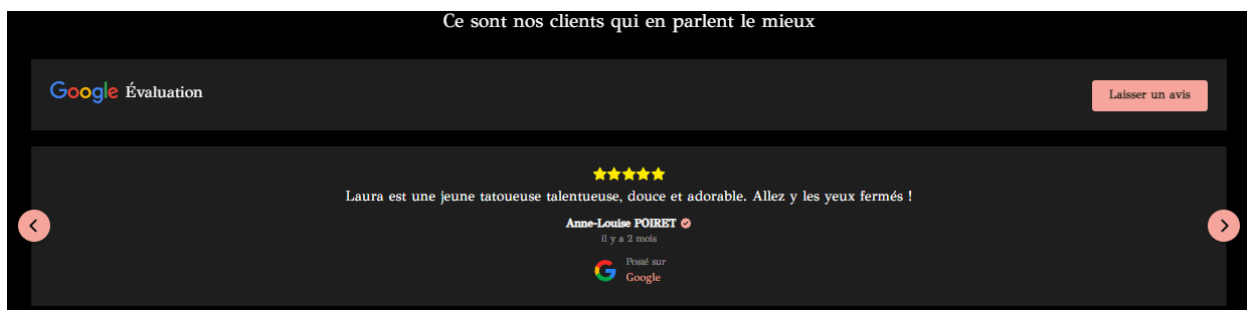 Ce sont nos clients qui en parlent le mieux
Google Évaluation
Laisser un avis
Laura est une jeune tatoueuse talentueuse, douce et adorable. Allez y les yeux fermés !
Anne-Louise POIRET
il y a 2 mois
Posté sur
Google